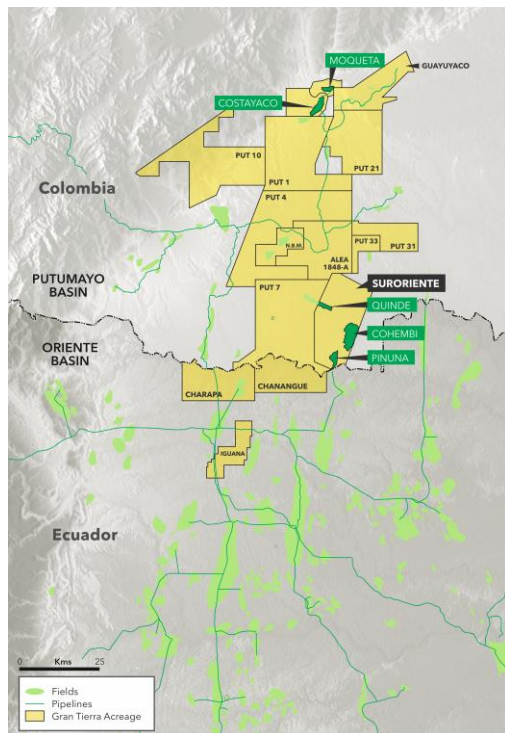 MOQUETA
GUAYUYACO
COSTAYACO
PUT 10
PUT 21
PUT 1
Colombia
PUT 4
N.B.M.
PUT 33
PUT 31
ALEA
1848-A
PUTUMAYO
BASIN
PUT 7
SURORIENTE
QUINDE
COHEMBI
ORIENTE
BASIN
PINUNA
CHARAPA
CHANANGUE
IGUANA
Ecuador
0 Kms 25
Fields
Pipelines
Gran Tierra Acreage